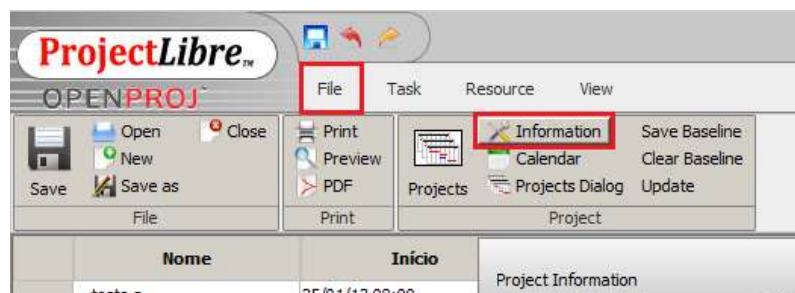 ProjectLibre™
OPENPROJ
File Task Resource View
Save
Open
New
Save as
Close
File
Print
Preview
PDF
Print
Projects
Information
Calendar
Projects Dialog
Save Baseline
Clear Baseline
Update
Project
Nome Início
Project Information